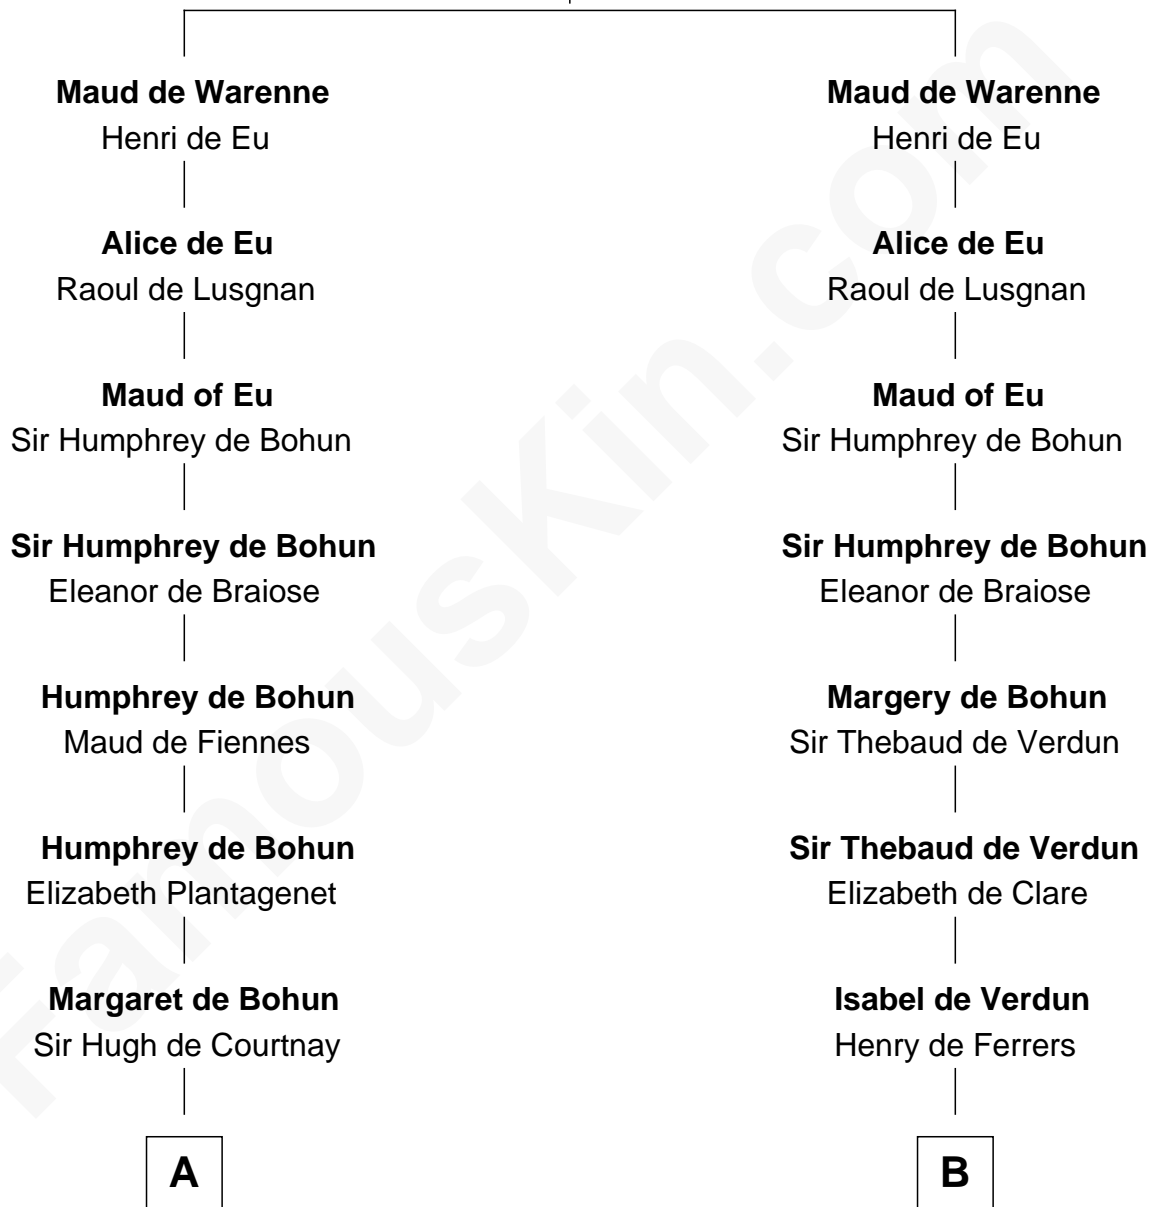 Maud de Warenne
Henri de Eu
Alice de Eu
Raoul de Lusgnan
Maud of Eu
Sir Humphrey de Bohun
Sir Humphrey de Bohun
Eleanor de Braiose
Humphrey de Bohun
Maud de Fiennes
Humphrey de Bohun
Elizabeth Plantagenet
Margaret de Bohun
Sir Hugh de Courtnay
A
Maud de Warenne
Henri de Eu
Alice de Eu
Raoul de Lusgnan
Maud of Eu
Sir Humphrey de Bohun
Sir Humphrey de Bohun
Eleanor de Braiose
Margery de Bohun
Sir Thebaud de Verdun
Sir Thebaud de Verdun
Elizabeth de Clare
Isabel de Verdun
Henry de Ferrers
B
FamousKin.com